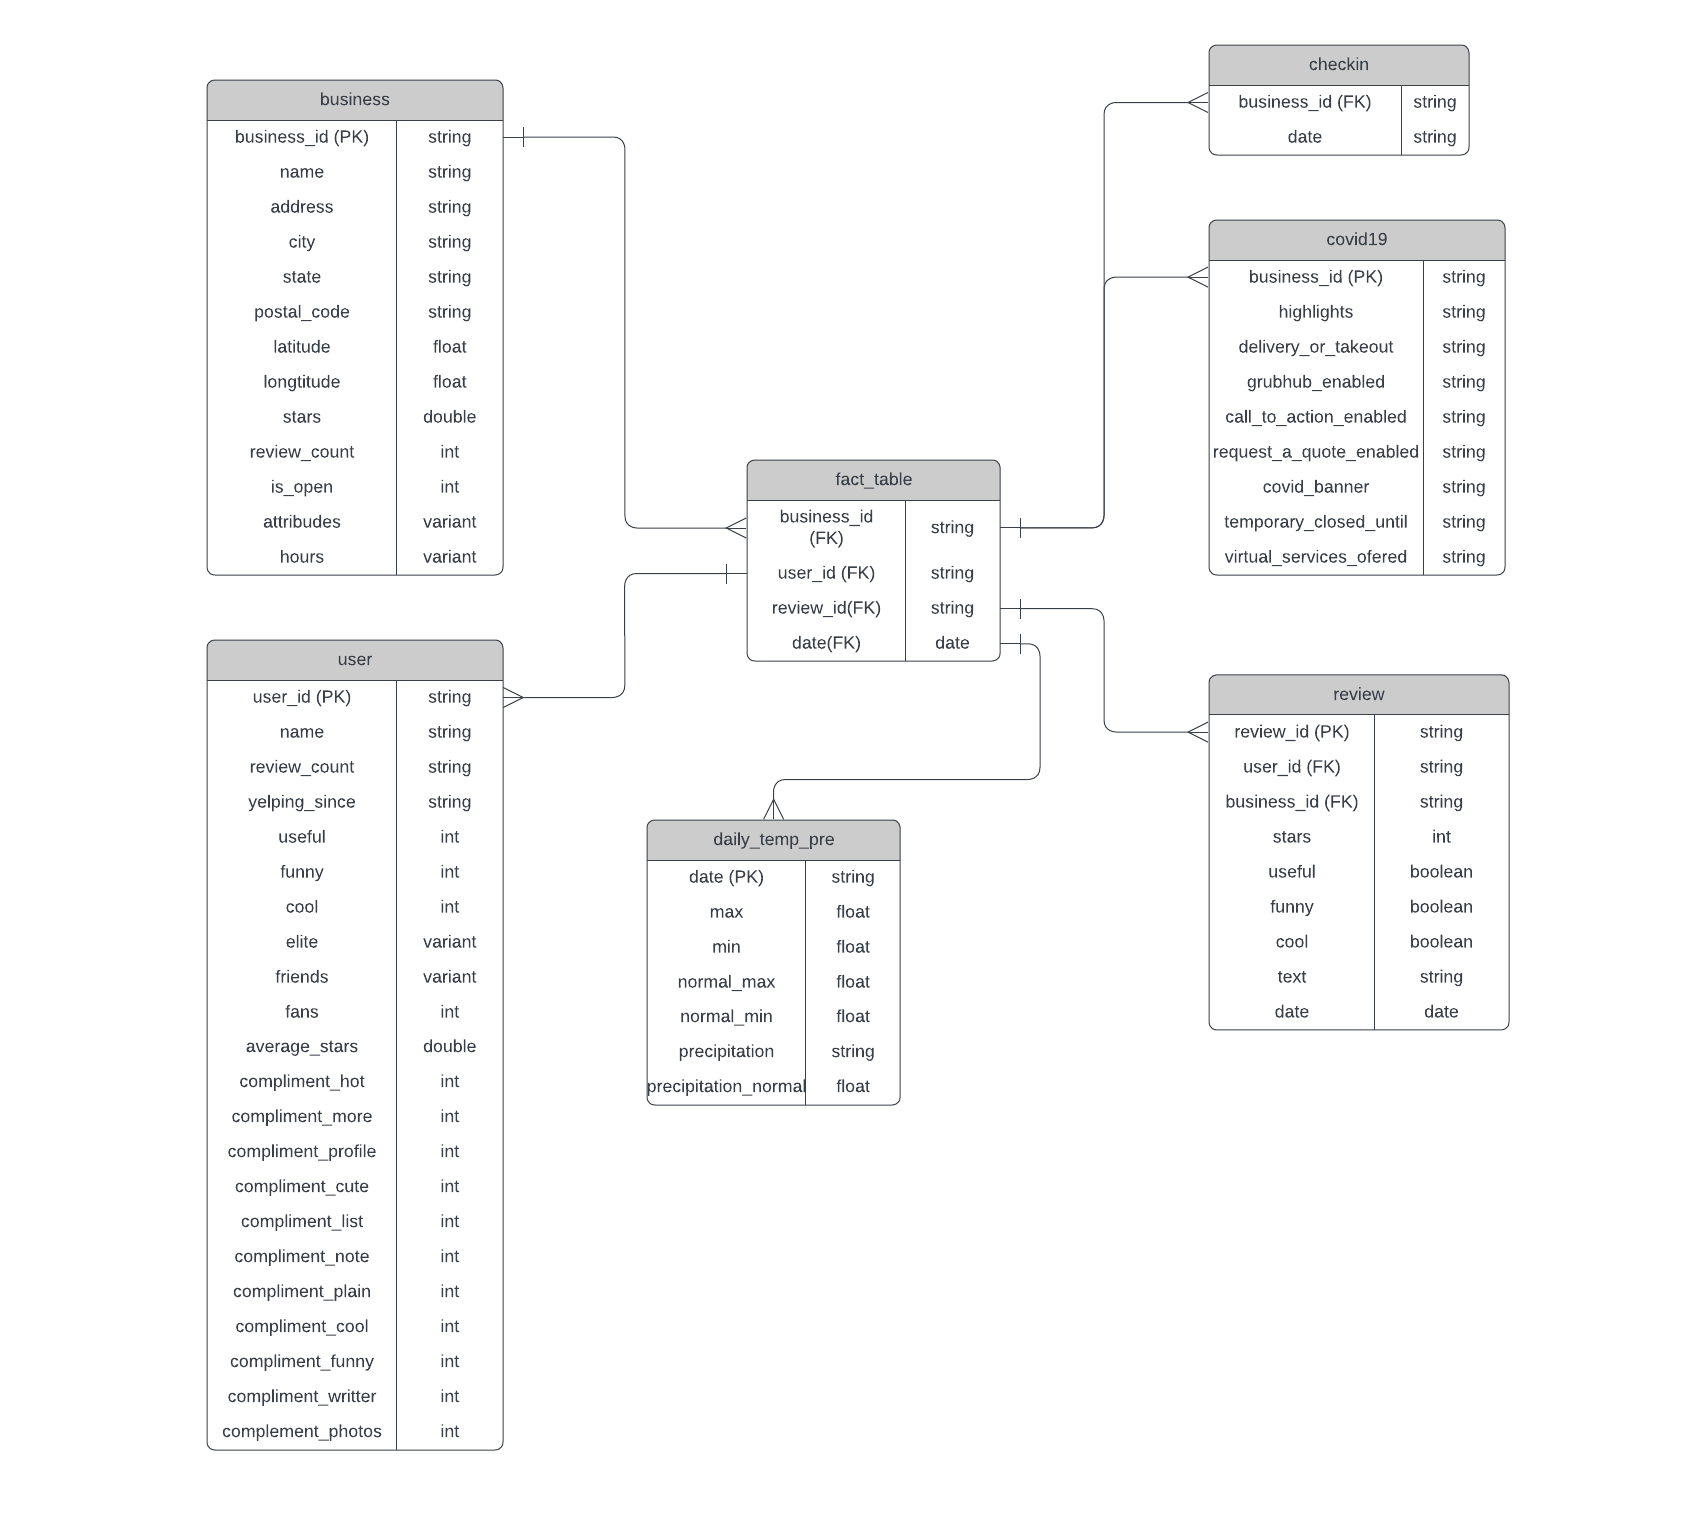 business
business_id (PK) string
name string
address string
city string
state string
postal_code string
latitude float
longtitude float
stars double
review_count int
is_open int
attribudes variant
hours variant
user
user_id (PK) string
name string
review_count string
yelping_since string
useful int
funny int
cool int
elite variant
friends variant
fans int
average_stars double
compliment_hot int
compliment_more int
compliment_profile int
compliment_cute int
compliment_list int
compliment_note int
compliment_plain int
compliment_cool int
compliment_funny int
compliment_writter int
complement_photos int
fact_table
business_id
(FK) string
user_id (FK) string
review_id(FK) string
date(FK) date
daily_temp_pre
date (PK) string
max float
min float
normal_max float
normal_min float
precipitation string
precipitation_normal float
checkin
business_id (FK) string
date string
covid19
business_id (PK) string
highlights string
delivery_or_takeout string
grubhub_enabled string
call_to_action_enabled string
request_a_quote_enabled string
covid_banner string
temporary_closed_until string
virtual_services_ofered string
review
review_id (PK) string
user_id (FK) string
business_id (FK) string
stars int
useful boolean
funny boolean
cool boolean
text string
date date